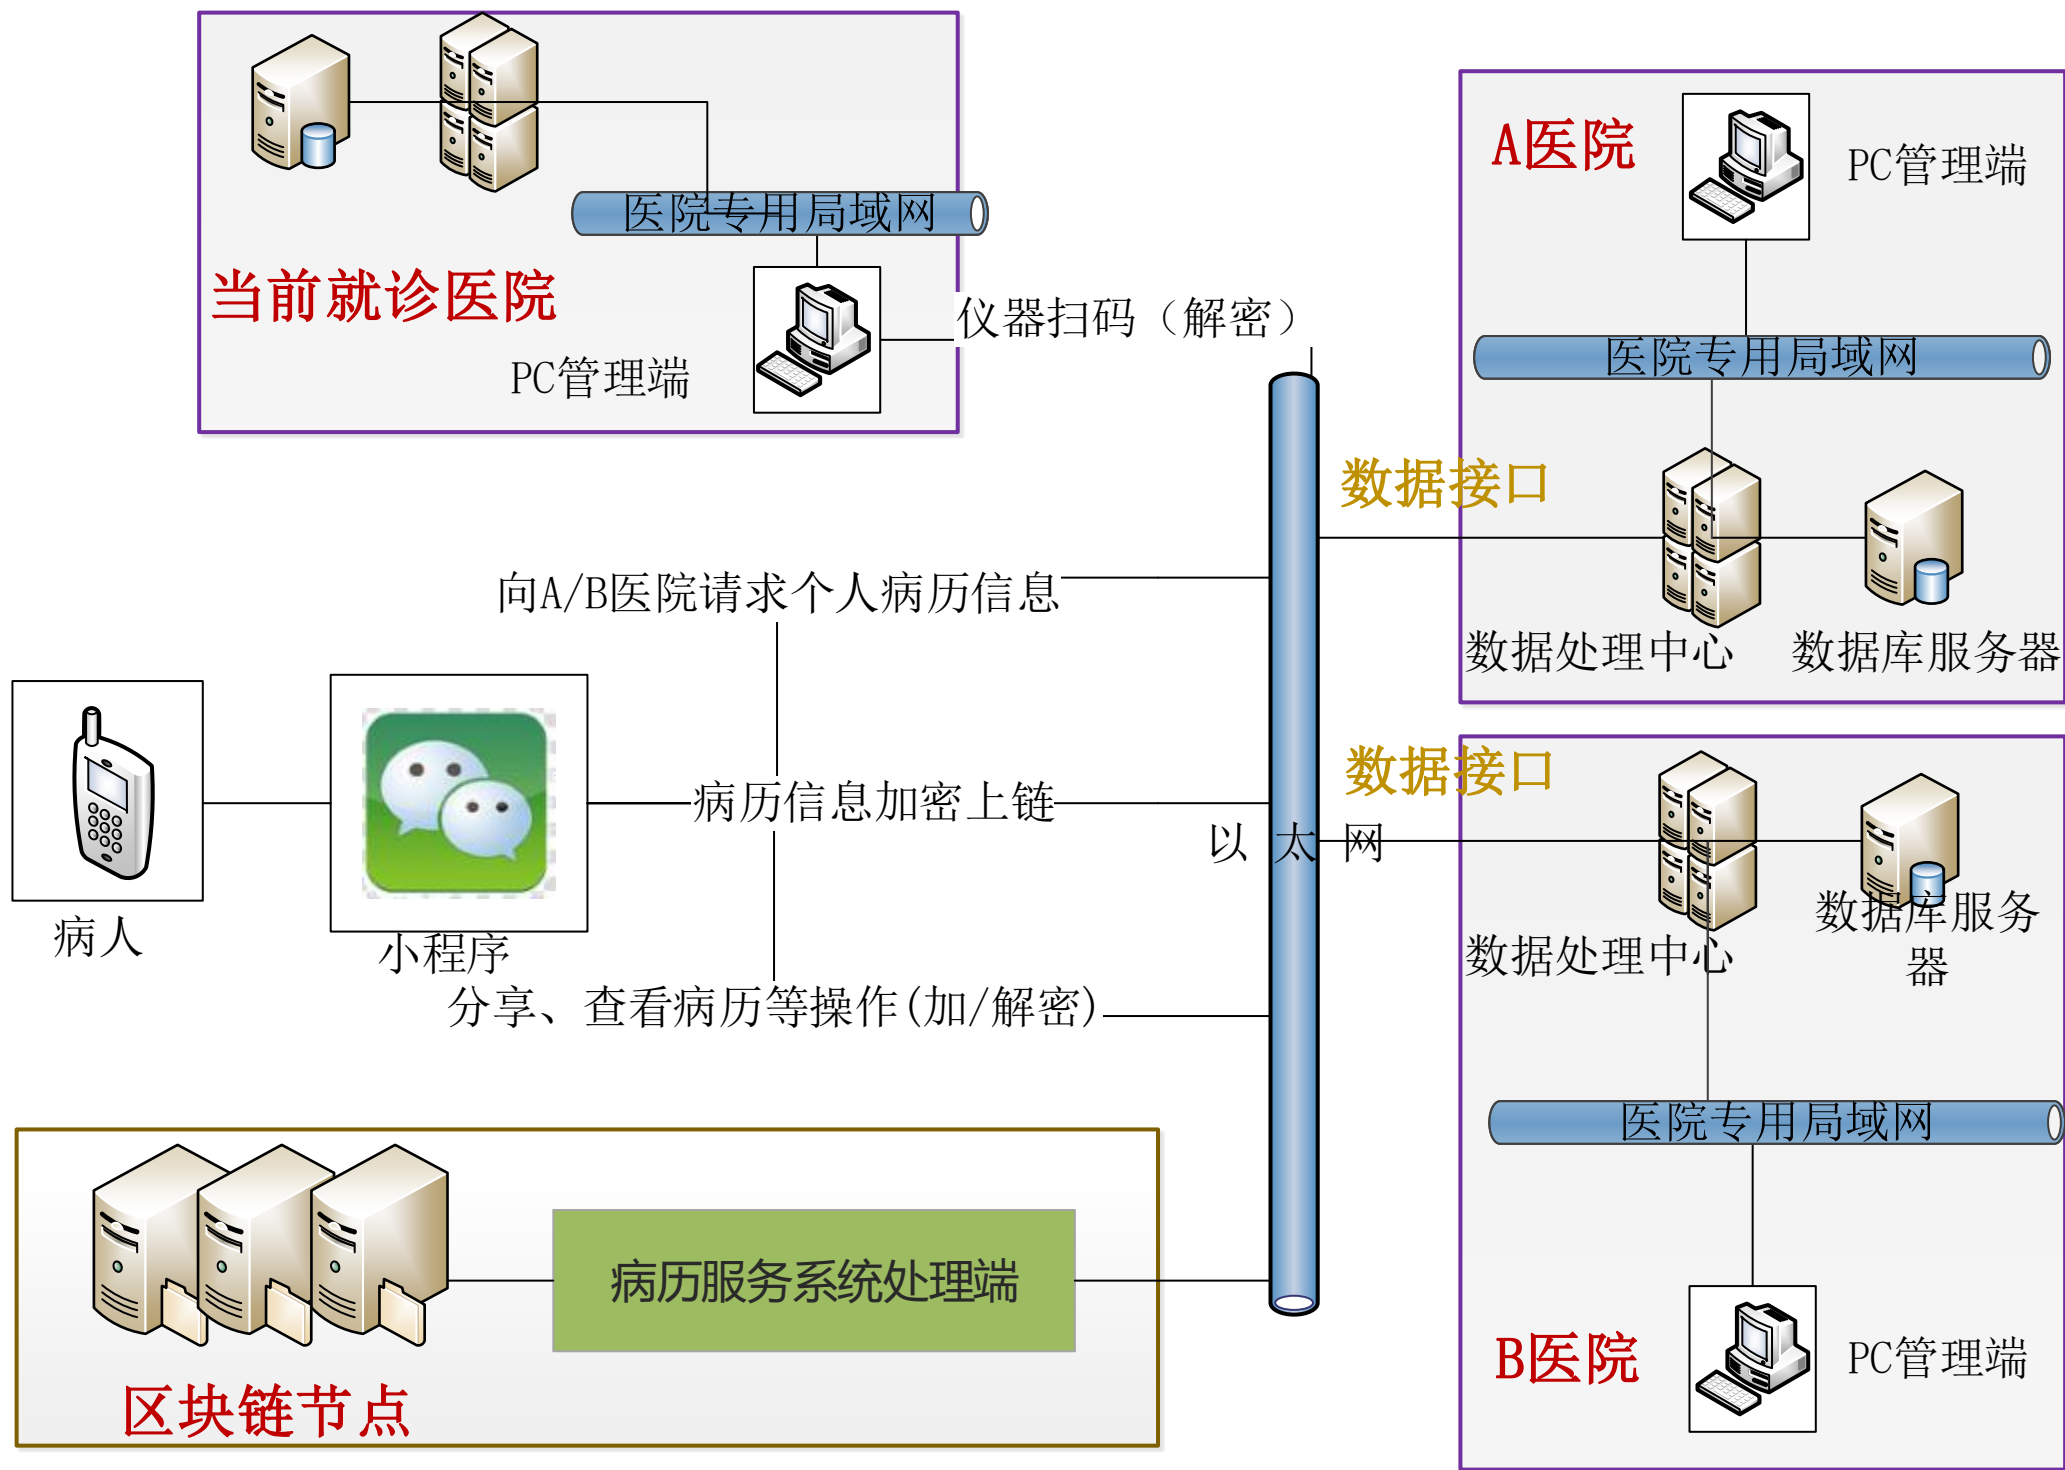 医院专用局域网
当前就诊医院
PC管理端
仪器扫码（解密）
A医院
PC管理端
医院专用局域网
数据接口
数据处理中心
数据库服务器
向A/B医院请求个人病历信息
病历信息加密上链
分享、查看病历等操作(加/解密)
病人
小程序
以太网
数据接口
数据处理中心
数据库服务
器
医院专用局域网
B医院
PC管理端
病历服务系统处理端
区块链节点